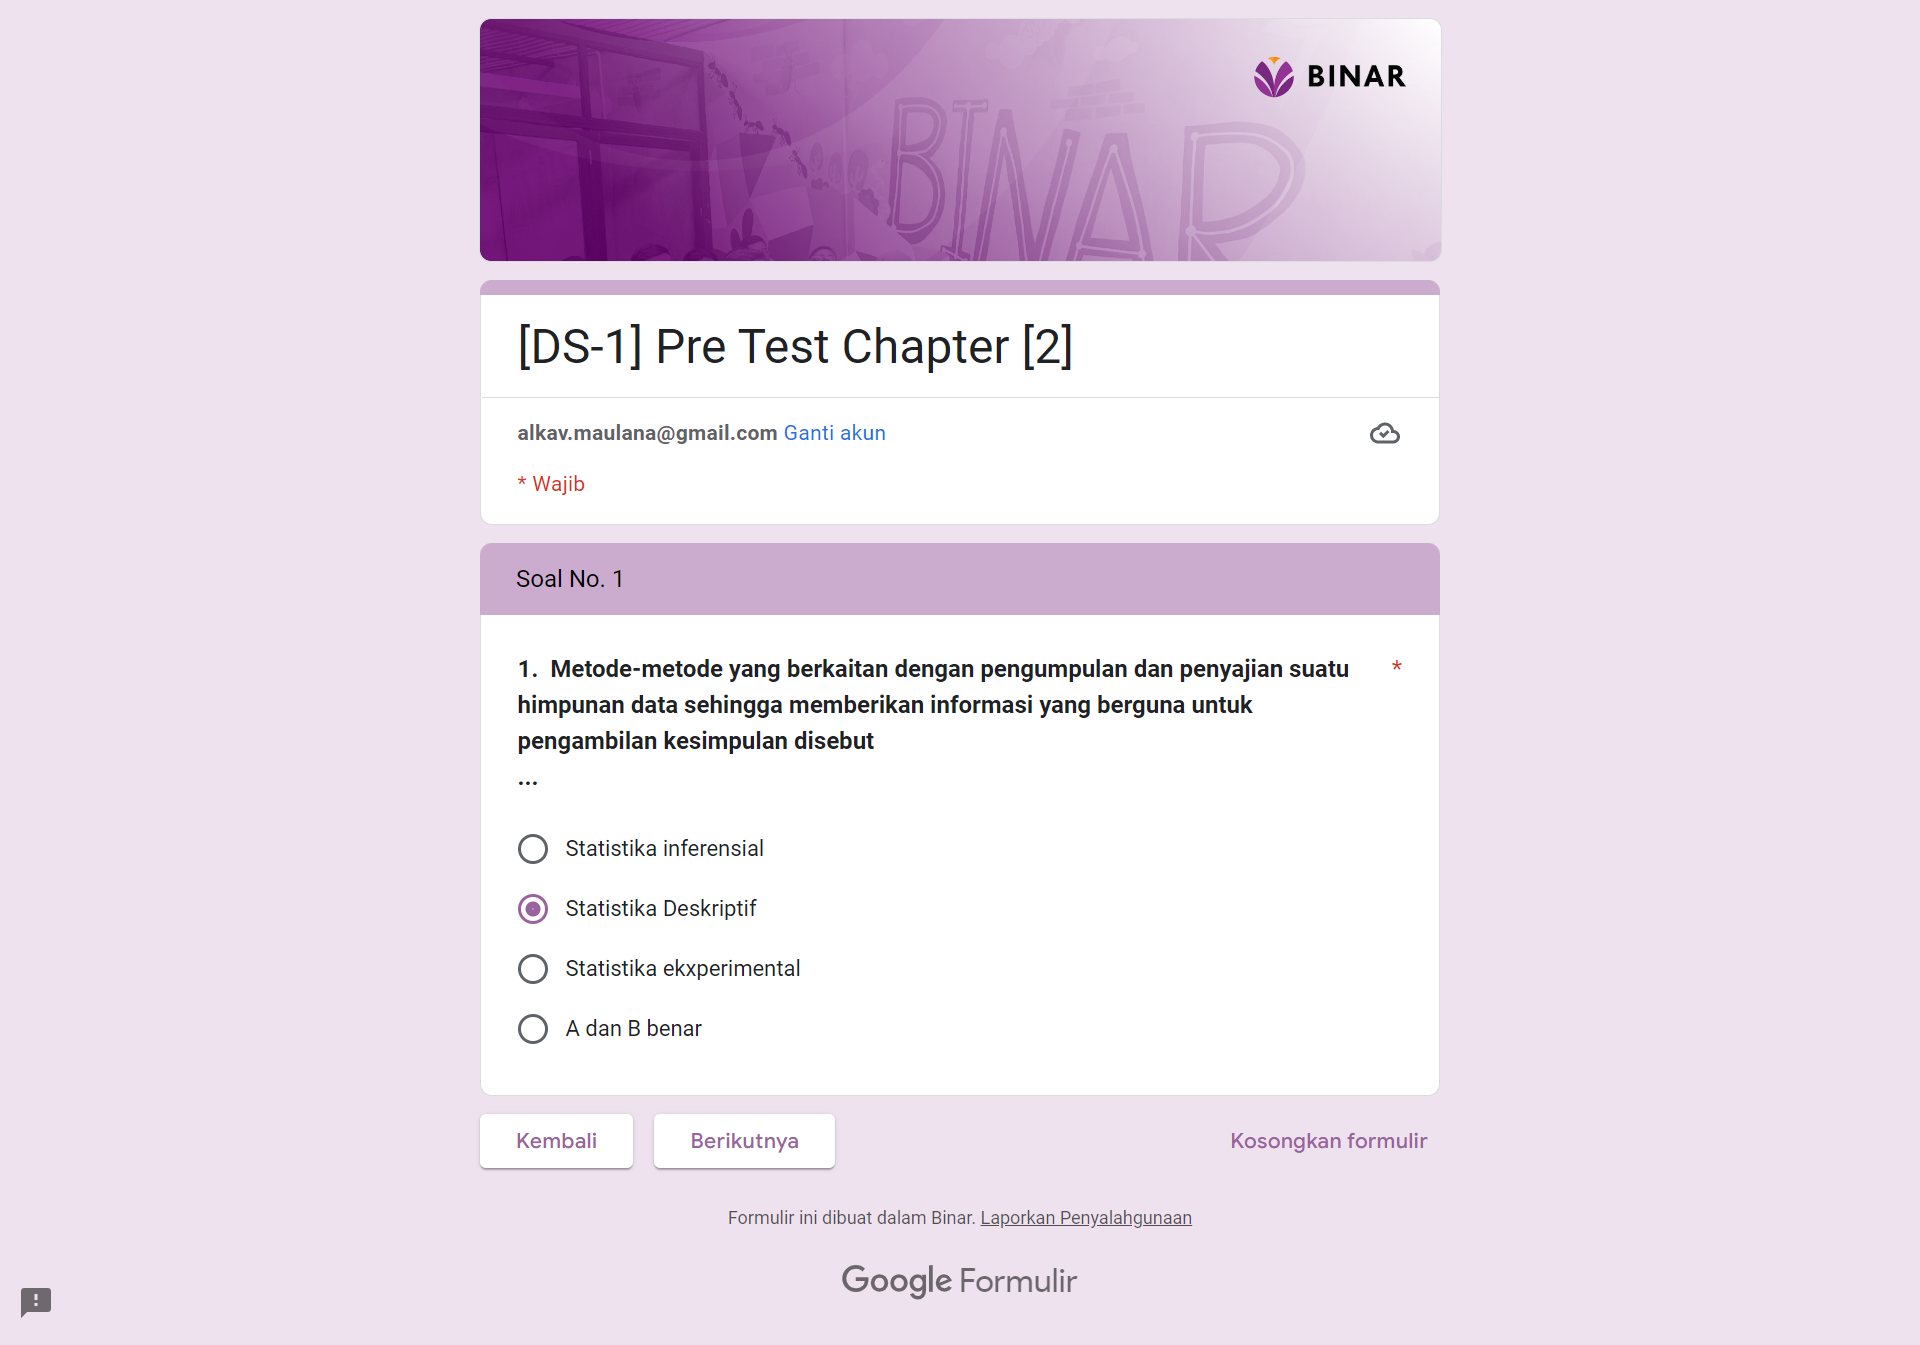 BINAR
BINAR
[DS-1] Pre Test Chapter [2]
alkav.maulana@gmail.com Ganti akun
* Wajib
Soal No. 1
1. Metode-metode yang berkaitan dengan pengumpulan dan penyajian suatu *
himpunan data sehingga memberikan informasi yang berguna untuk
pengambilan kesimpulan disebut
...
Statistika inferensial
Statistika Deskriptif
Statistika ekxperimental
A dan B benar
Kembali Berikutnya Kosongkan formulir
Formulir ini dibuat dalam Binar. Laporkan Penyalahgunaan
Google Formulir